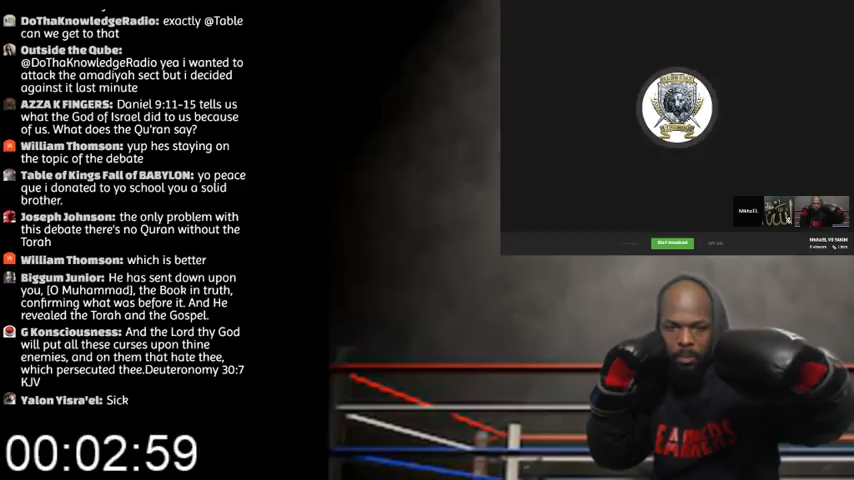 DoThaKnowledgeRadio: exactly @Table
can we get to that
Outside the Qube:
@DoThaKnowledgeRadio yea i wanted to
attack the amadiyah sect but i decided
against it last minute
AZZA K FINGERS: Daniel 9:11-15 tells us
what the God of Israel did to us because
of us. What does the Qu'ran say?
William Thomson: yup hes staying on
the topic of the debate
Table of Kings Fall of BABYLON: yo peace
que i donated to yo school you a solid
brother.
Joseph Johnson: the only problem with
this debate there's no Quran without the
Torah
William Thomson: which is better
Biggum Junior: He has sent down upon
you, [O Muhammad], the Book in truth,
confirming what was before it. And He
revealed the Torah and the Gospel.
G Konsciousness: And the Lord thy God
will put all these curses upon thine
enemies, and on them that hate thee,
which persecuted thee.Deuteronomy 30:7
KJV
Yalon Yisra'el: Sick
00:02:59
Start broadcast